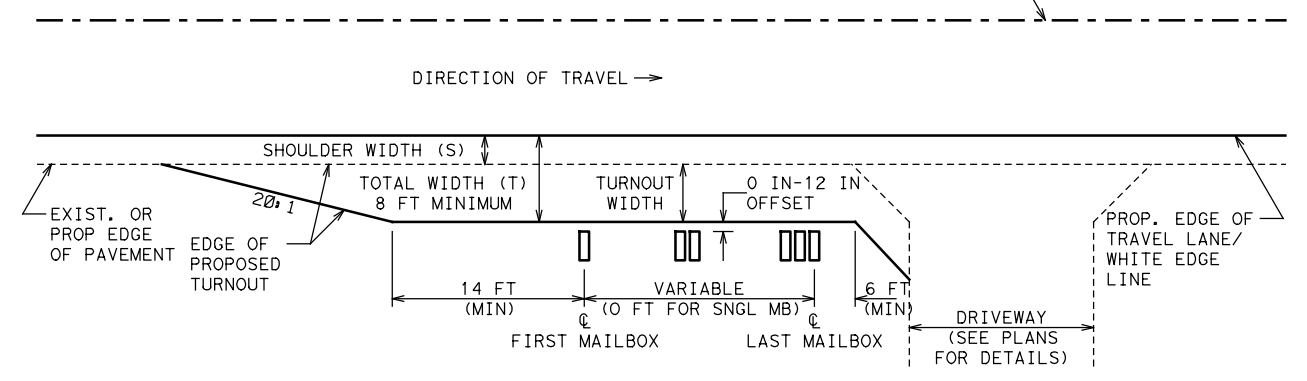 DIRECTION OF TRAVEL
SHOULDER WIDTH (S)
TOTAL WIDTH (T)
8 FT MINIMUM
TURNOUT
WIDTH
0 IN-12 IN
OFFSET
20:1
EXIST. OR
PROP EDGE
OF PAVEMENT
EDGE OF
PROPOSED
TURNOUT
PROP. EDGE OF
TRAVEL LANE/
WHITE EDGE
LINE
14 FT
(MIN)
VARIABLE
(0 FT FOR SNGL MB)
6 FT
(MIN)
℄
FIRST MAILBOX
℄
LAST MAILBOX
DRIVEWAY
(SEE PLANS
FOR DETAILS)